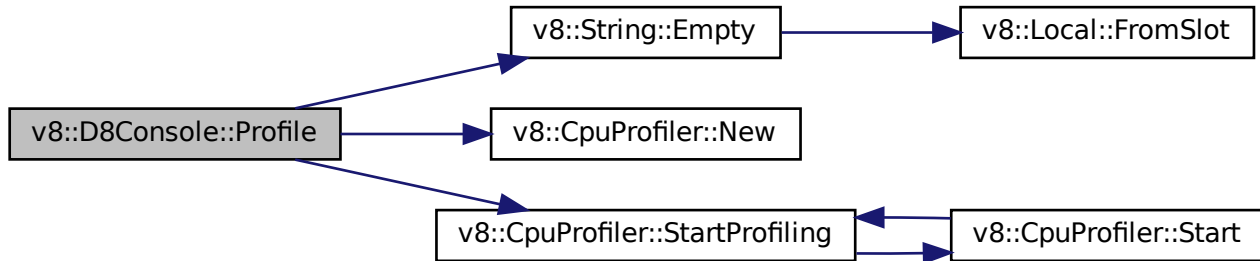 v8::String::Empty
v8::Local::FromSlot
v8::D8Console::Profile
v8::CpuProfiler::New
v8::CpuProfiler::StartProfiling
v8::CpuProfiler::Start